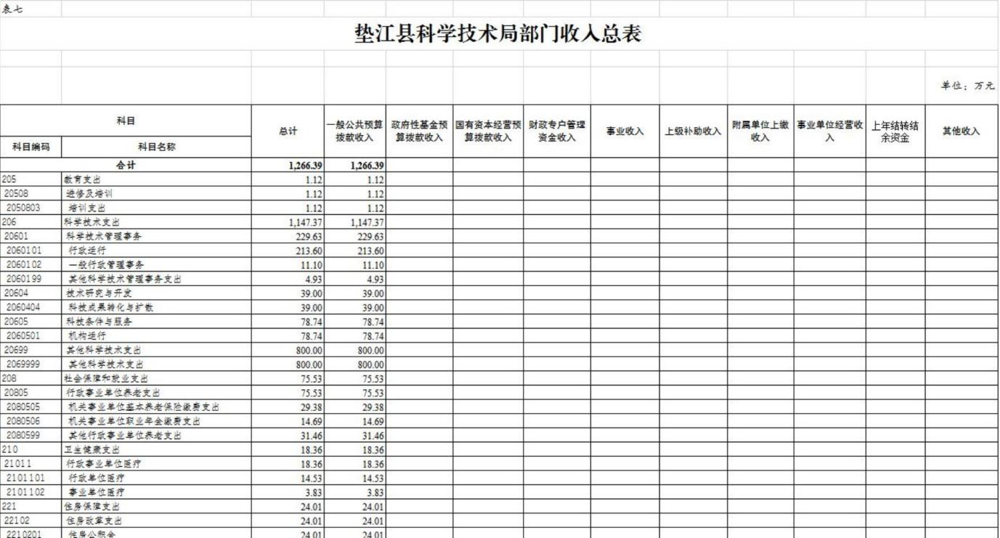 表七
垫江县科学技术局部门收入总表
单位：万元
科目 总计 一般公共预算拨款收入 政府性基金预算拨款收入 国有资本经营预算拨款收入 财政专户管理资金收入 事业收入 上级补助收入 附属单位上缴收入 事业单位经营收入 上年结转结余资金 其他收入
科目编码 科目名称
合计 1,266.39 1,266.39
205 教育支出 1.12 1.12
20508 进修及培训 1.12 1.12
2050803 培训支出 1.12 1.12
206 科学技术支出 1,147.37 1,147.37
20601 科学技术管理事务 229.63 229.63
2060101 行政运行 213.60 213.60
2060102 一般行政管理事务 11.10 11.10
2060199 其他科学技术管理事务支出 4.93 4.93
20604 技术研究与开发 39.00 39.00
2060404 科技成果转化与扩散 39.00 39.00
20605 科技条件与服务 78.74 78.74
2060501 机构运行 78.74 78.74
20699 其他科学技术支出 800.00 800.00
2069999 其他科学技术支出 800.00 800.00
208 社会保障和就业支出 75.53 75.53
20805 行政事业单位养老支出 75.53 75.53
2080505 机关事业单位基本养老保险缴费支出 29.38 29.38
2080506 机关事业单位职业年金缴费支出 14.69 14.69
2080599 其他行政事业单位养老支出 31.46 31.46
210 卫生健康支出 18.36 18.36
21011 行政事业单位医疗 18.36 18.36
2101101 行政单位医疗 14.53 14.53
2101102 事业单位医疗 3.83 3.83
221 住房保障支出 24.01 24.01
22102 住房改革支出 24.01 24.01
2210201 住房公积金 24.01 24.01